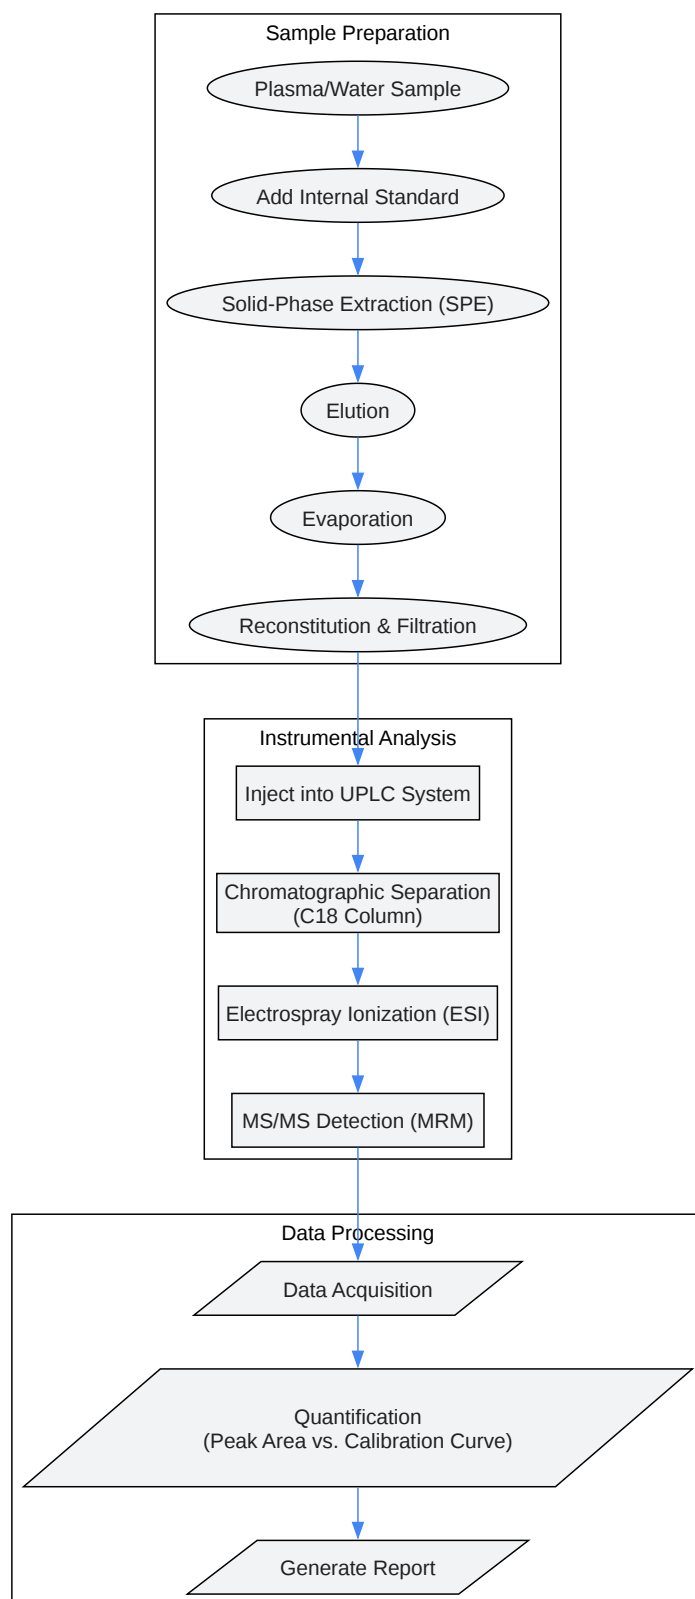 Sample Preparation
Plasma/Water Sample
Add Internal Standard
Solid-Phase Extraction (SPE)
Elution
Evaporation
Reconstitution & Filtration
Instrumental Analysis
Inject into UPLC System
Chromatographic Separation
(C18 Column)
Electrospray Ionization (ESI)
MS/MS Detection (MRM)
Data Processing
Data Acquisition
Quantification
(Peak Area vs. Calibration Curve)
Generate Report